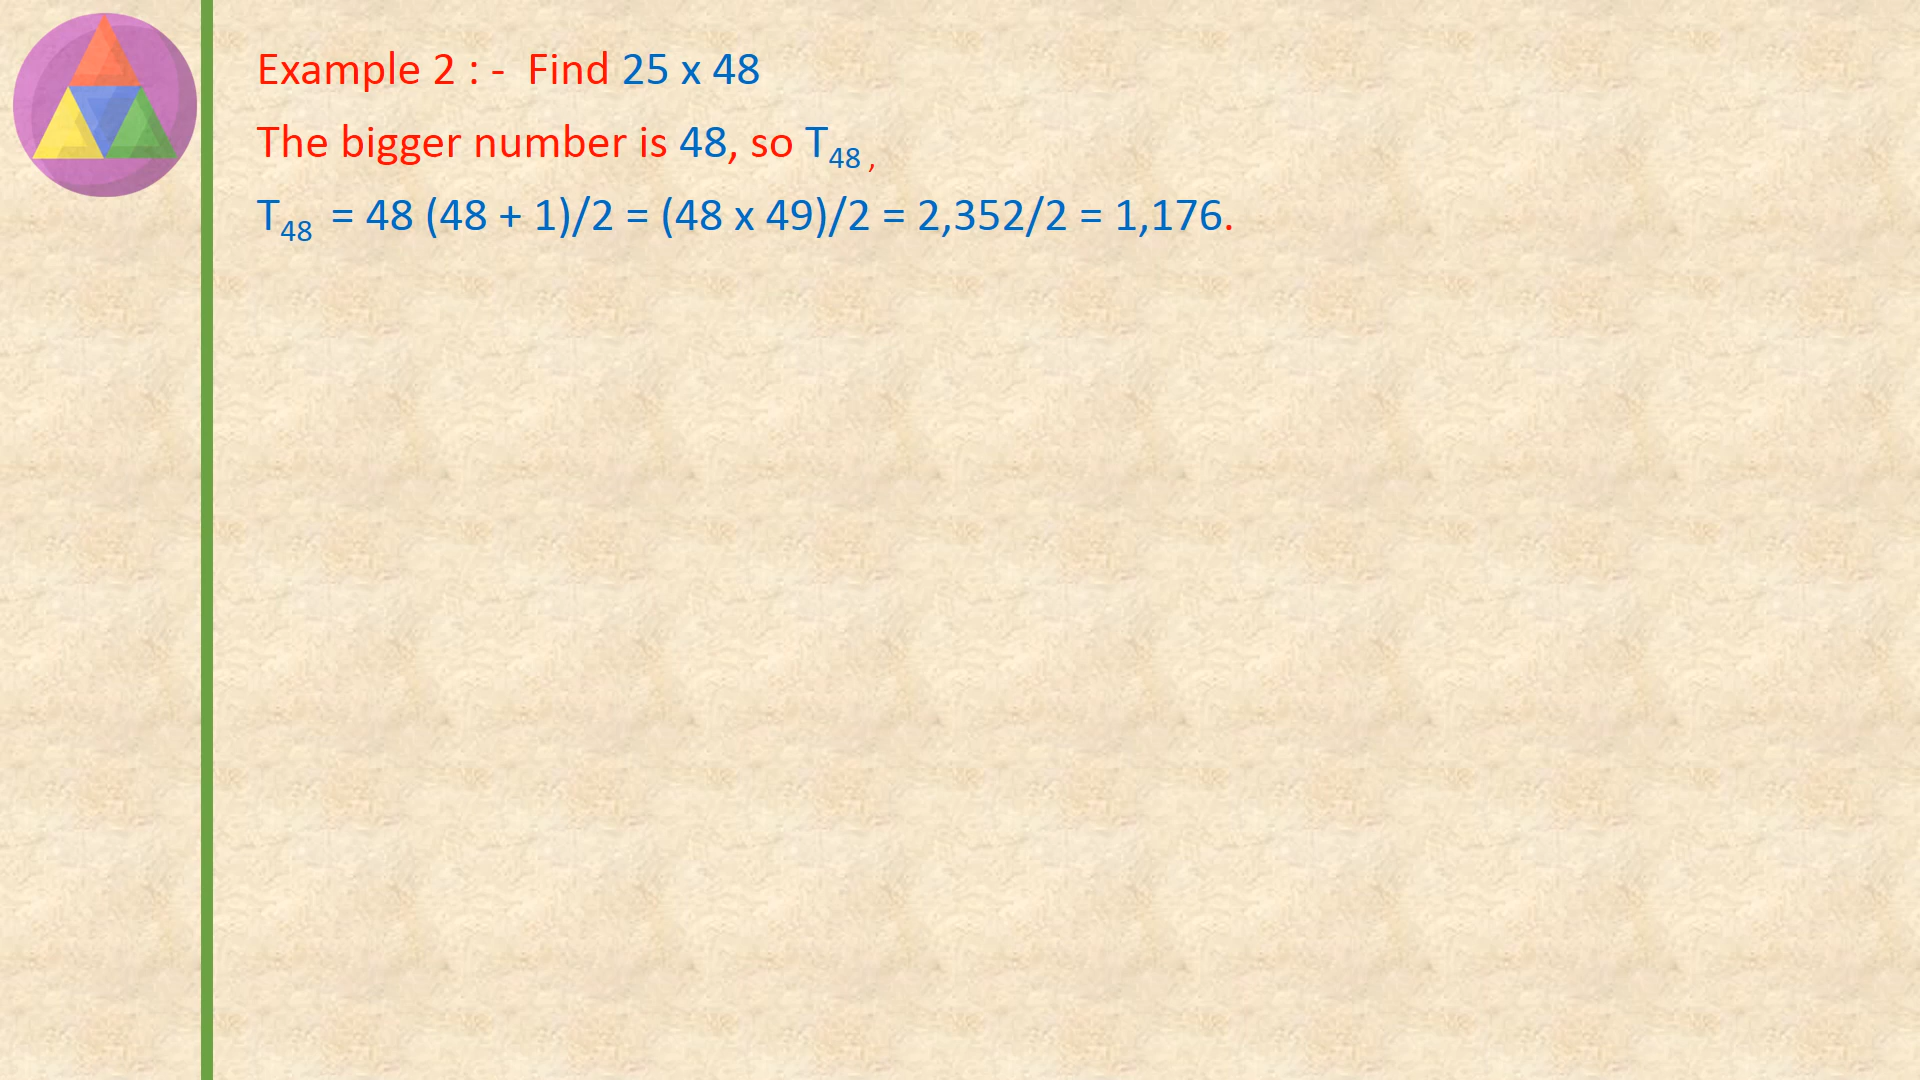 Example 2 : -  Find 25 x 48
The bigger number is 48, so T48 ,
T48  = 48 (48 + 1)/2 = (48 x 49)/2 = 2,352/2 = 1,176.